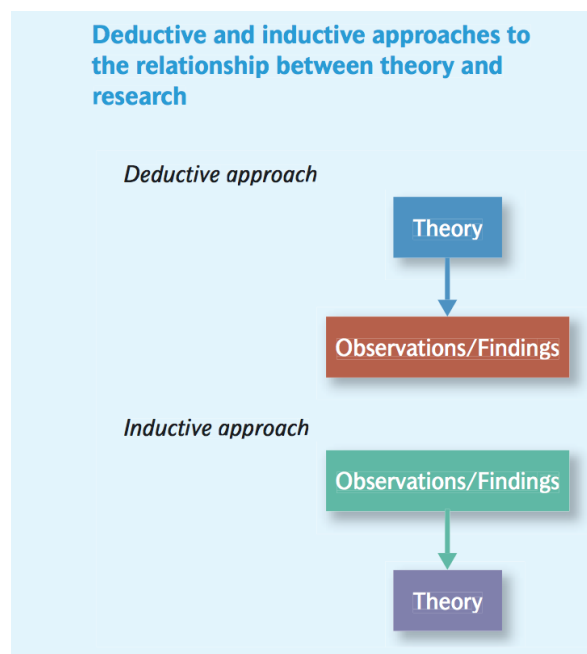 Deductive and inductive approaches to
the relationship between theory and
research
Deductive approach
Theory
Observations/Findings
Inductive approach
Observations/Findings
Theory